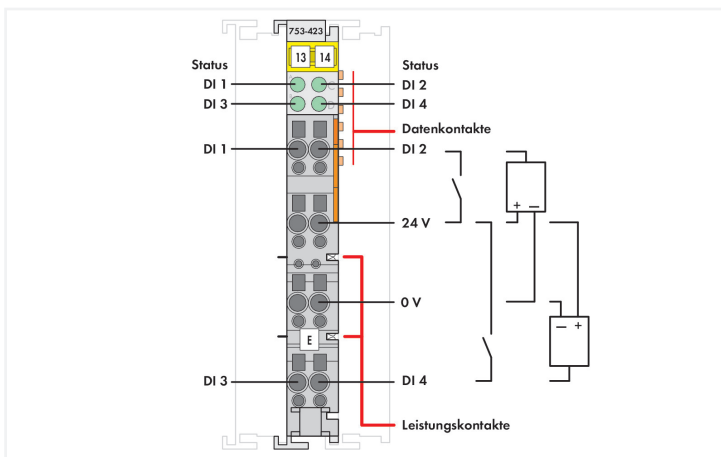 753-423
13 14
Status Status
DI 1 A C DI 2
DI 3 B D DI 4
Datenkontakte
DI 1 DI 2
+ −
24 V
0 V
− +
E
DI 3 DI 4
Leistungskontakte